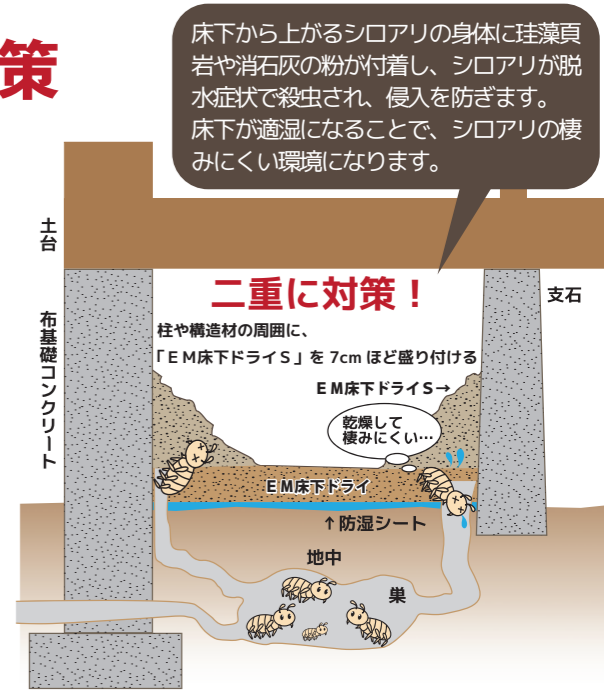 策
床下から上がるシロアリの身体に珪藻頁
岩や消石灰の粉が付着し、シロアリが脱
水症状で殺虫され、侵入を防ぎます。
床下が適湿になることで、シロアリの棲
みにくい環境になります。
土台
布基礎コンクリート
二重に対策！
支石
柱や構造材の周囲に、
「ＥＭ床下ドライＳ」を 7cm ほど盛り付ける
ＥＭ床下ドライＳ→
乾燥して
棲みにくい…
ＥＭ床下ドライ
↑防湿シート
地中
巣